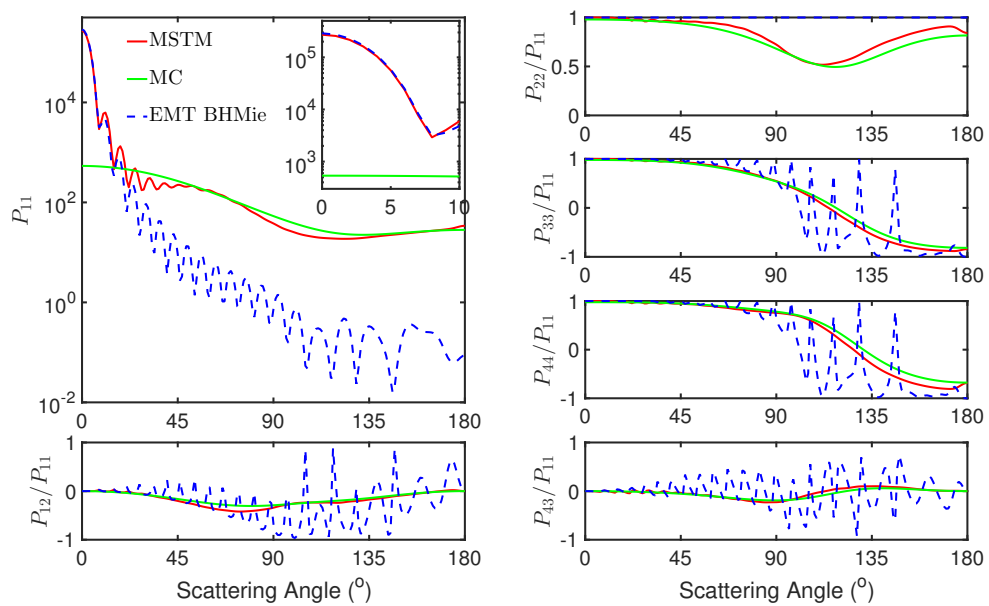 MSTM
MC
EMT BHMie
10^5
10^4
10^3
0 5 10
10^4
10^2
10^0
10^-2
P_11
0 45 90 135 180
1
0
-1
P_12/P_11
0 45 90 135 180
Scattering Angle (°)
1
0.5
0
P_22/P_11
0 45 90 135 180
1
0
-1
P_33/P_11
0 45 90 135 180
1
0
-1
P_44/P_11
0 45 90 135 180
1
0
-1
P_43/P_11
0 45 90 135 180
Scattering Angle (°)